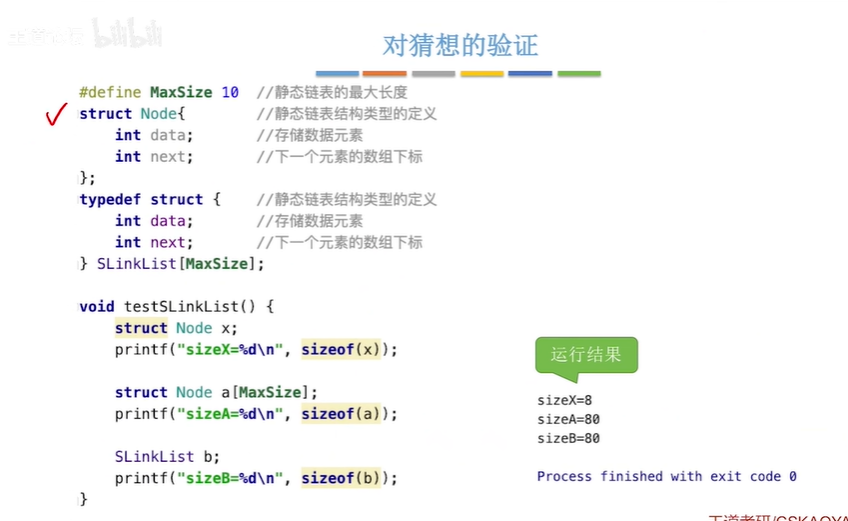 bilibili
对猜想的验证
#define MaxSize 10 //静态链表的最大长度
struct Node{ //静态链表结构类型的定义
int data; //存储数据元素
int next; //下一个元素的数组下标
};
typedef struct { //静态链表结构类型的定义
int data; //存储数据元素
int next; //下一个元素的数组下标
} SLinkList[MaxSize];
void testSLinkList() {
struct Node x;
printf("sizeX=%d\n", sizeof(x));
struct Node a[MaxSize];
printf("sizeA=%d\n", sizeof(a));
SLinkList b;
printf("sizeB=%d\n", sizeof(b));
}
运行结果
sizeX=8
sizeA=80
sizeB=80
Process finished with exit code 0